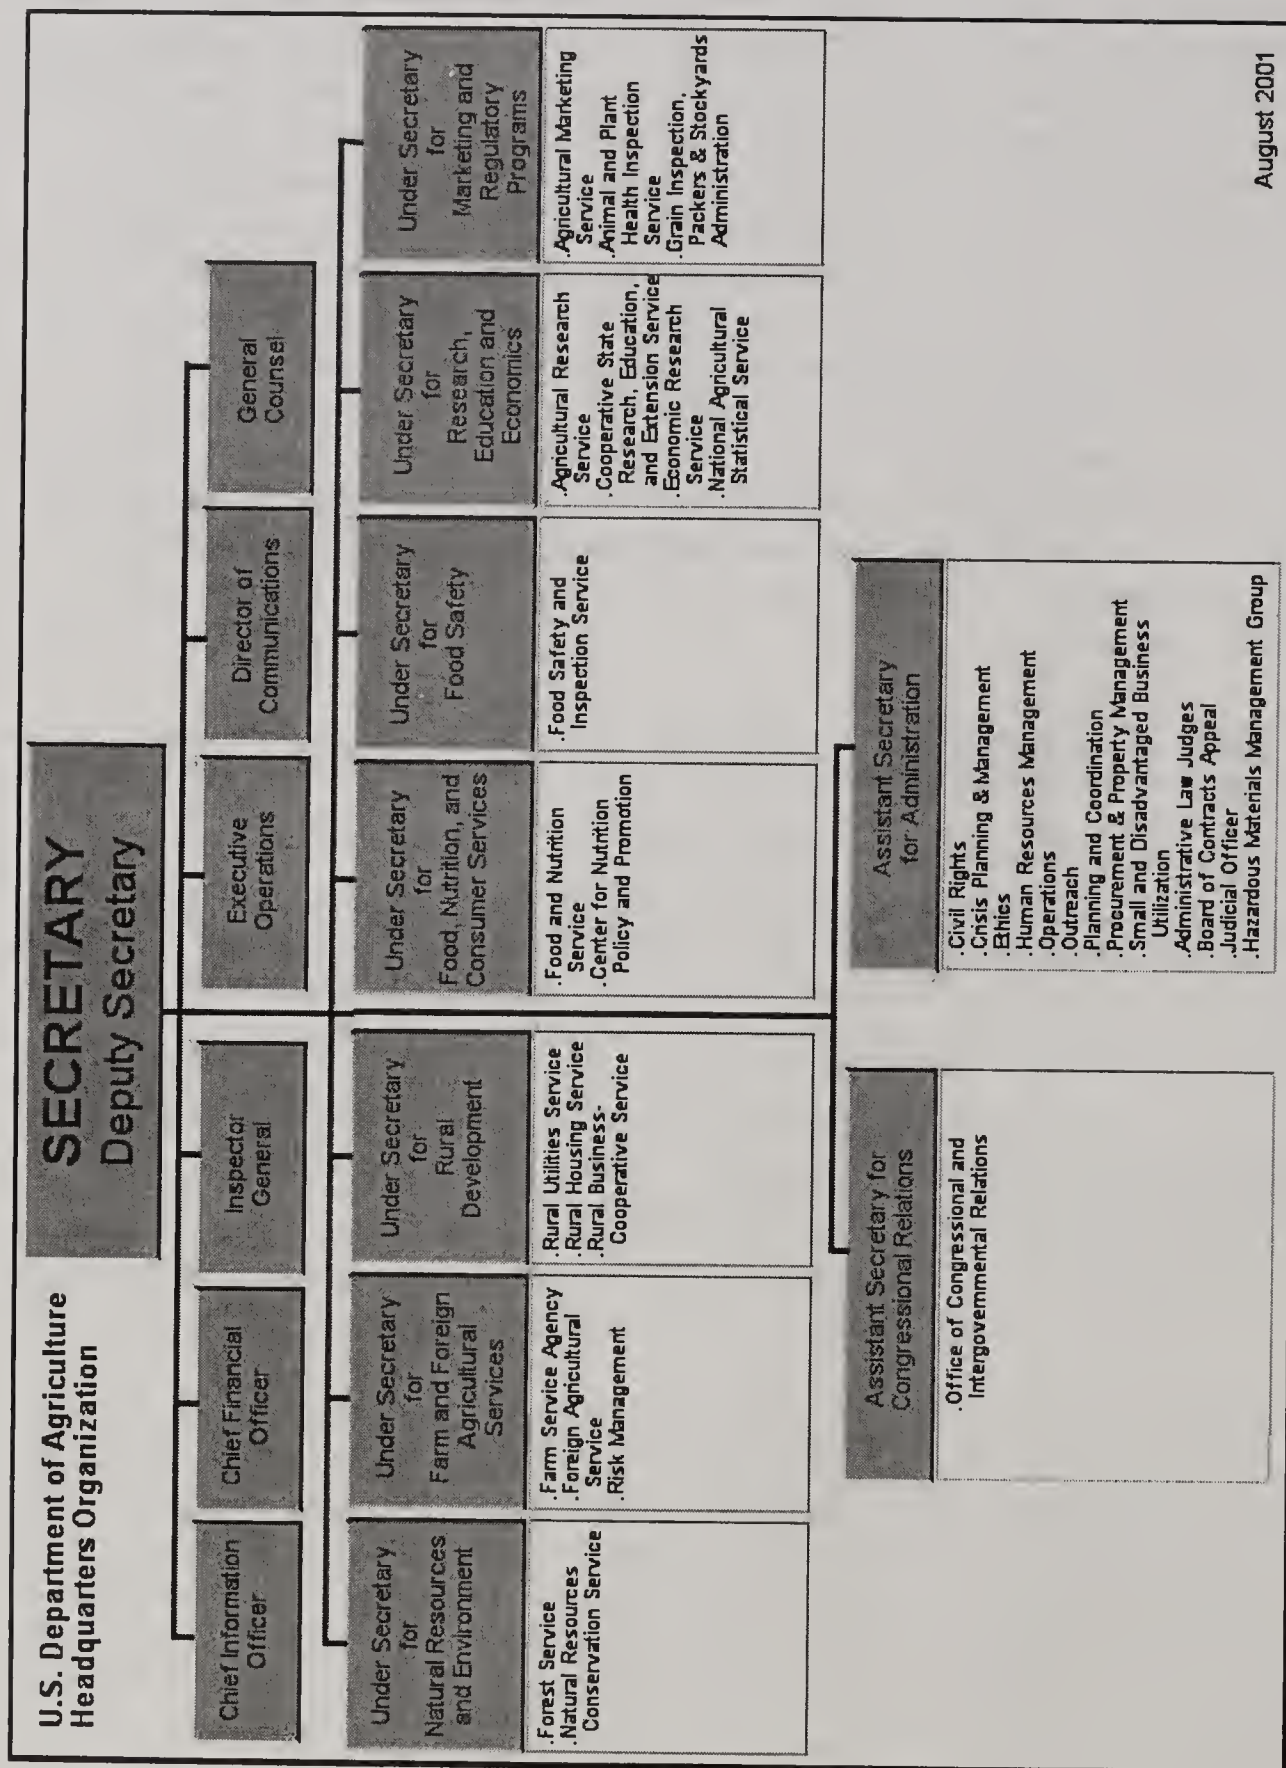 U.S. Department of Agriculture
Headquarters Organization
SECRETARY
Deputy Secretary
Chief Information
Officer
Chief Financial
Officer
Inspector
General
Executive
Operations
Director of
Communications
General
Counsel
Under Secretary
for
Natural Resources
and Environment
.Forest Service
.Natural Resources
Conservation Service
Under Secretary
for
Farm and Foreign
Agricultural
Services
.Farm Service Agency
.Foreign Agricultural
Service
.Risk Management
Under Secretary
for
Rural
Development
.Rural Utilities Service
.Rural Housing Service
.Rural Business-
Cooperative Service
Under Secretary
for
Food, Nutrition, and
Consumer Services
.Food and Nutrition
Service
.Center for Nutrition
Policy and Promotion
Under Secretary
for
Food Safety
.Food Safety and
Inspection Service
Under Secretary
for
Research,
Education and
Economics
.Agricultural Research
Service
.Cooperative State
Research, Education,
and Extension Service
.Economic Research
Service
.National Agricultural
Statistical Service
Under Secretary
for
Marketing and
Regulatory
Programs
.Agricultural Marketing
Service
.Animal and Plant
Health Inspection
Service
.Grain Inspection,
Packers & Stockyards
Administration
Assistant Secretary for
Congressional Relations
.Office of Congressional and
Intergovernmental Relations
Assistant Secretary
for Administration
.Civil Rights
.Crisis Planning & Management
.Ethics
.Human Resources Management
.Operations
.Outreach
.Planning and Coordination
.Procurement & Property Management
.Small and Disadvantaged Business
Utilization
.Administrative Law Judges
.Board of Contracts Appeal
.Judicial Officer
.Hazardous Materials Management Group
August 2001